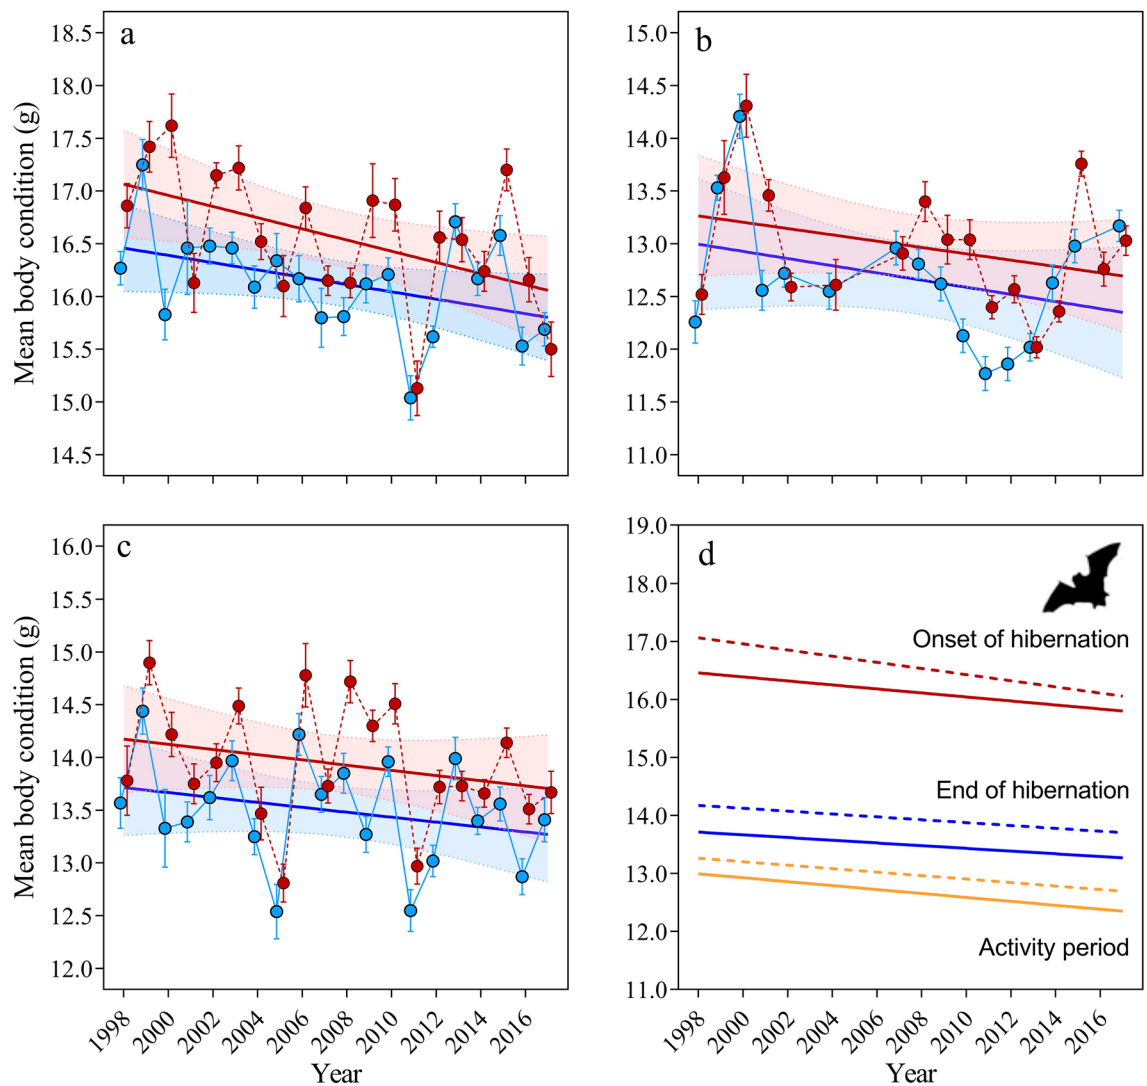 a
Mean body condition (g)
18.5
18.0
17.5
17.0
16.5
16.0
15.5
15.0
14.5
b
15.0
14.5
14.0
13.5
13.0
12.5
12.0
11.5
11.0
c
Mean body condition (g)
16.0
15.5
15.0
14.5
14.0
13.5
13.0
12.5
12.0
1998 2000 2002 2004 2006 2008 2010 2012 2014 2016
Year
d
19.0
18.0
17.0
16.0
15.0
14.0
13.0
12.0
11.0
Onset of hibernation
End of hibernation
Activity period
1998 2000 2002 2004 2006 2008 2010 2012 2014 2016
Year